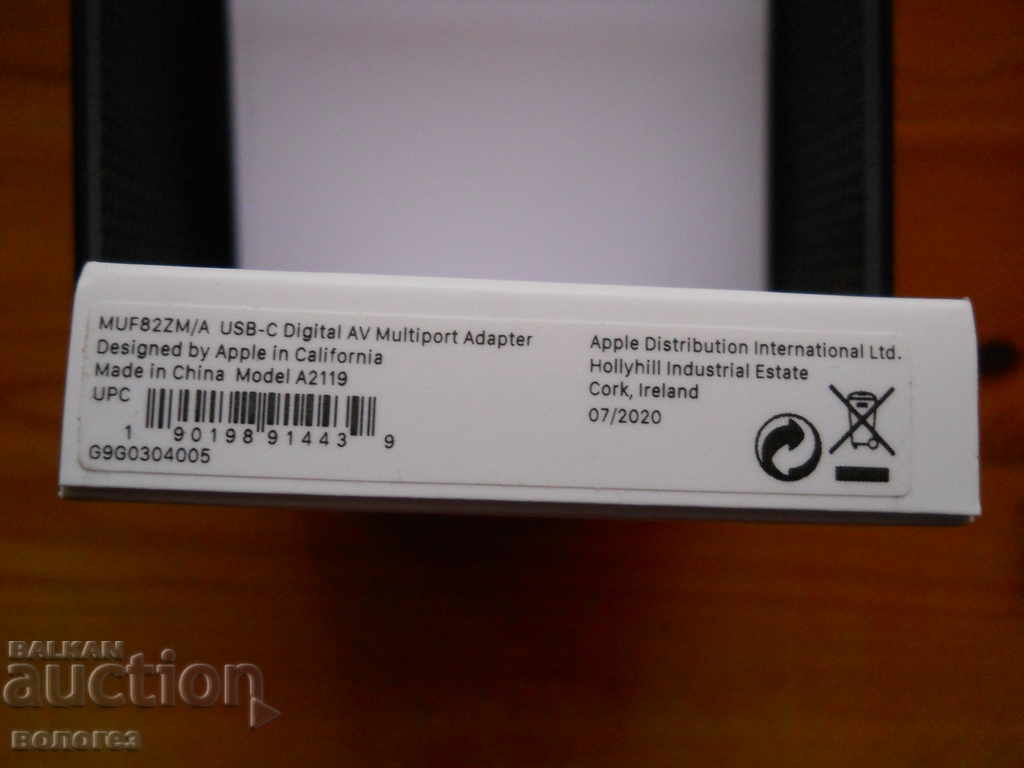 MUF82ZM/A USB-C Digital AV Multiport Adapter
Designed by Apple in California
Made in China Model A2119
UPC
1 90198 91443 9
G9G0304005
Apple Distribution International Ltd.
Hollyhill Industrial Estate
Cork, Ireland
07/2020
BALKAN
auction
вологез